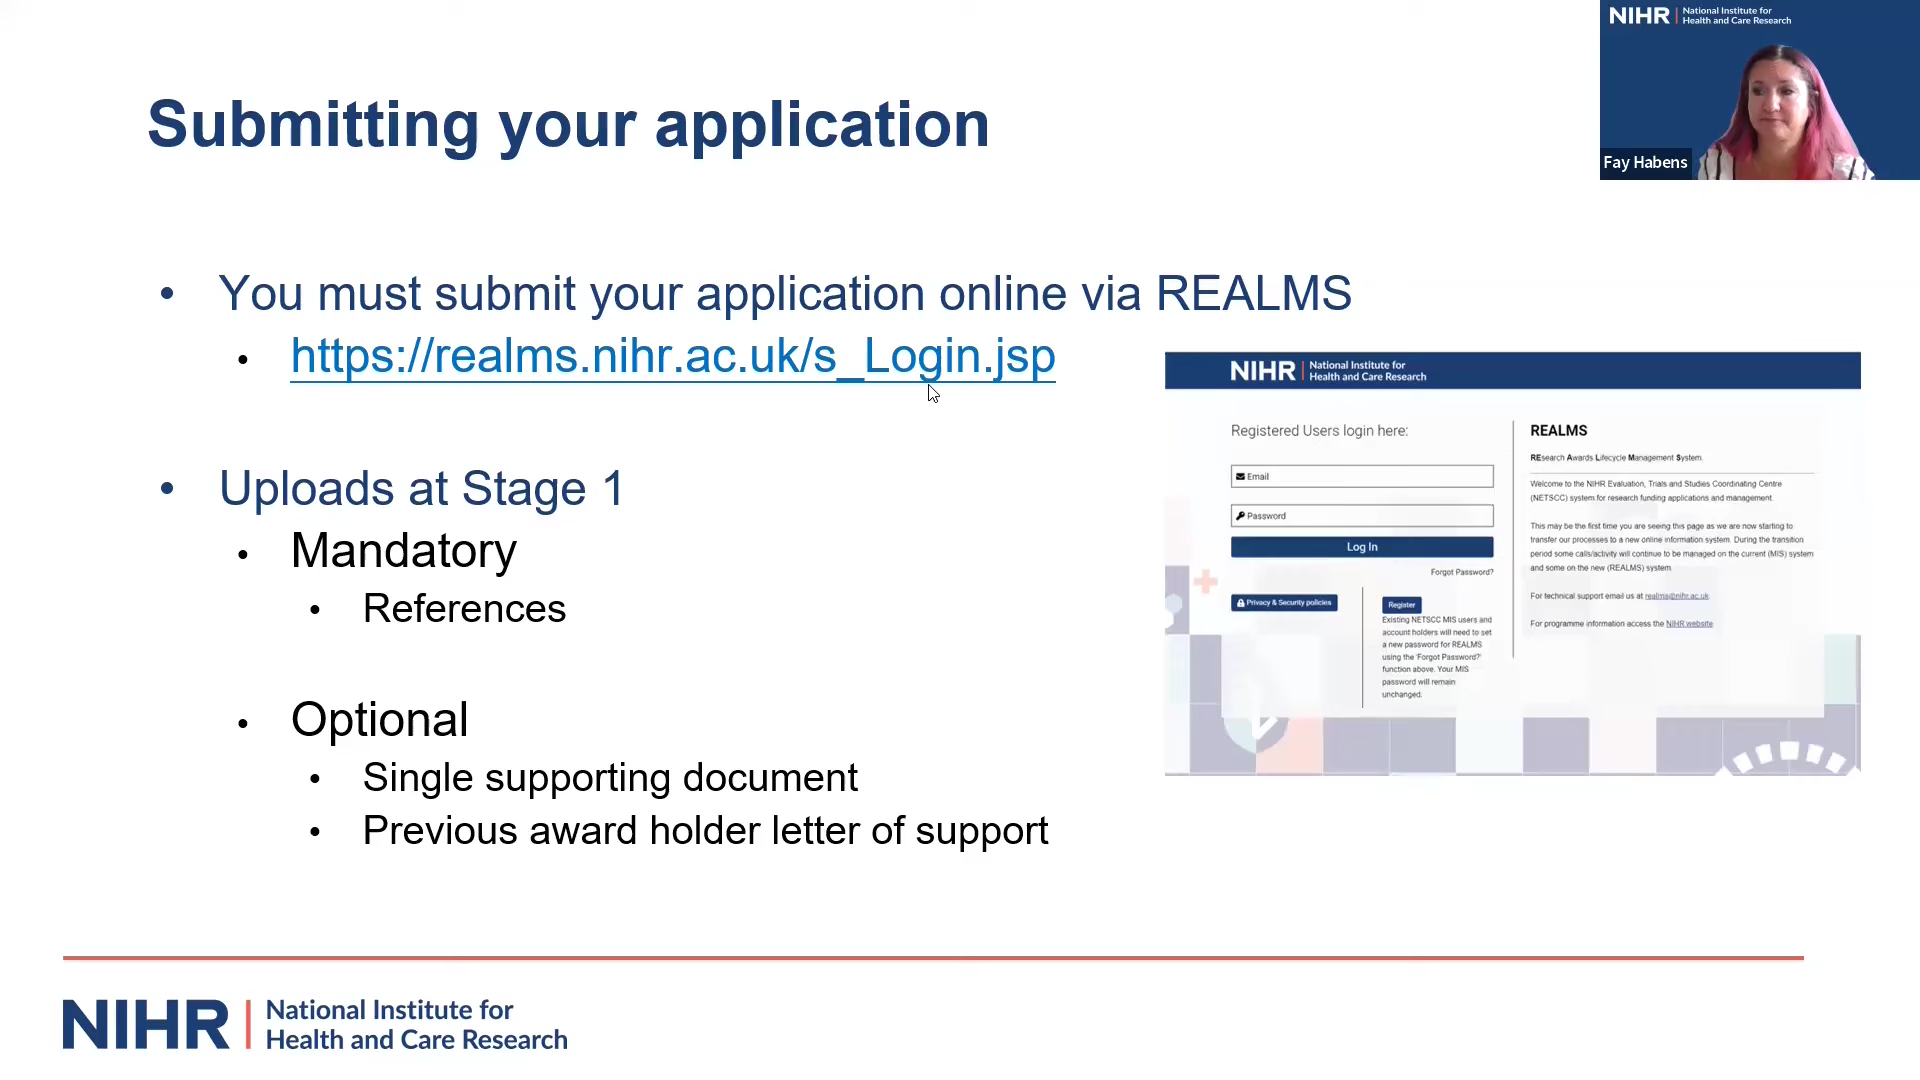 NIHR | National Institute for
Health and Care Research
Fay Habens
Submitting your application
• You must submit your application online via REALMS
• https://realms.nihr.ac.uk/s_Login.jsp
• Uploads at Stage 1
• Mandatory
• References
• Optional
• Single supporting document
• Previous award holder letter of support
NIHR | National Institute for
Health and Care Research
Registered Users login here:
Email
Password
Log In
Forgot Password?
Privacy & Security policies
Register
Existing NETSCC MIS users and
account holders will need to set
a new password for REALMS
using the 'Forgot Password?'
function above. Your MIS
password will remain
unchanged.
REALMS
REsearch Awards Lifecycle Management System.
Welcome to the NIHR Evaluation, Trials and Studies Coordinating Centre
(NETSCC) system for research funding applications and management.
This may be the first time you are seeing this page as we are now starting to
transfer our processes to a new online information system. During the transition
period some calls/activity will continue to be managed on the current (MIS) system
and some on the new (REALMS) system.
For technical support email us at realms@nihr.ac.uk.
For programme information access the NIHR website.
NIHR | National Institute for
Health and Care Research